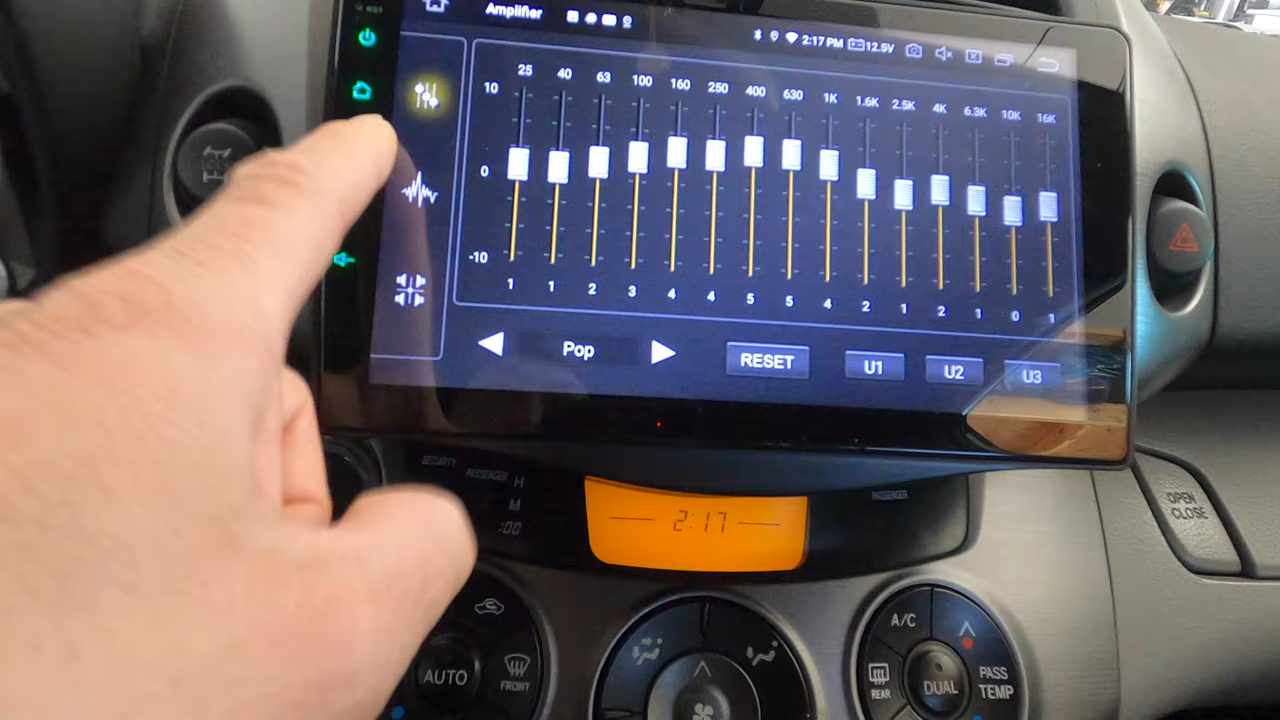 RST
Amplifier
2:17 PM 12.5V
25 40 63 100 160 250 400 630 1K 1.6K 2.5K 4K 6.3K 10K 16K
10
0
-10
1 1 2 3 4 4 5 5 4 2 1 2 1 0 1
Pop RESET U1 U2 U3
SECURITY PASSENGER H
M
:00
PASSENGER
2:17
OPEN
CLOSE
AUTO
FRONT
A/C
REAR
DUAL
PASS
TEMP